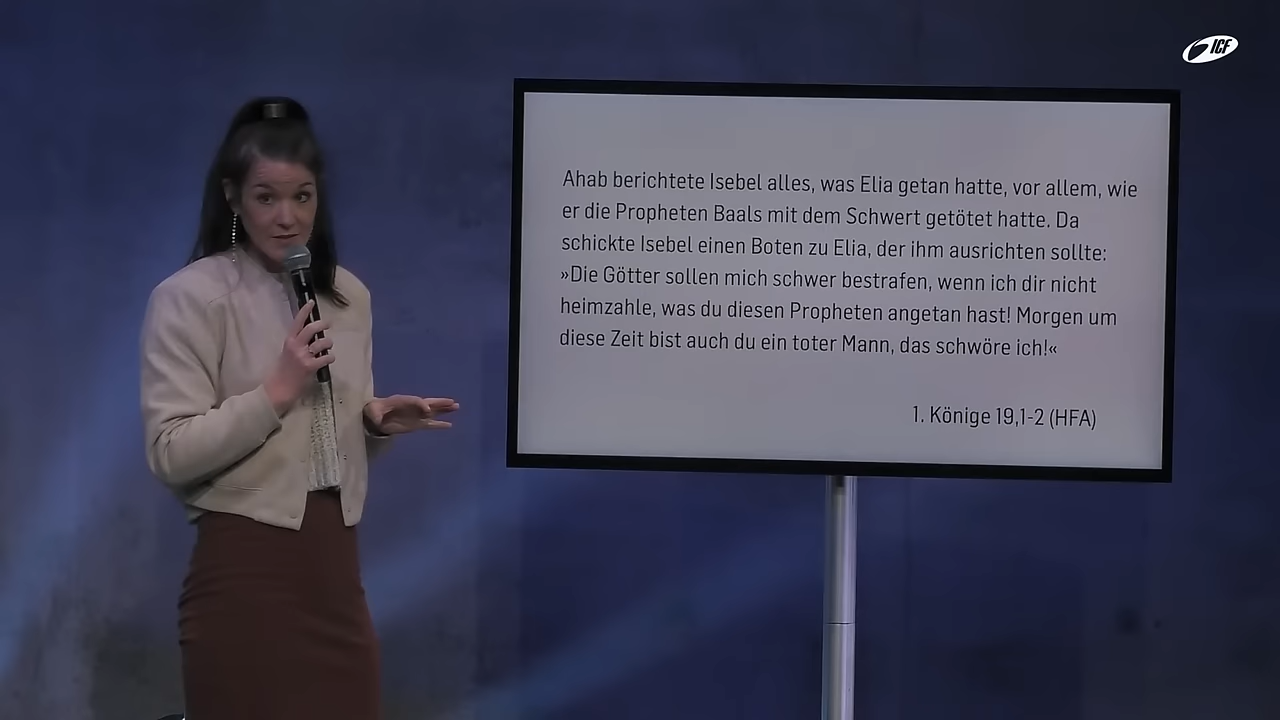 ICF
Ahab berichtete Isebel alles, was Elia getan hatte, vor allem, wie
er die Propheten Baals mit dem Schwert getötet hatte. Da
schickte Isebel einen Boten zu Elia, der ihm ausrichten sollte:
»Die Götter sollen mich schwer bestrafen, wenn ich dir nicht
heimzahle, was du diesen Propheten angetan hast! Morgen um
diese Zeit bist auch du ein toter Mann, das schwöre ich!«
1. Könige 19,1-2 (HFA)